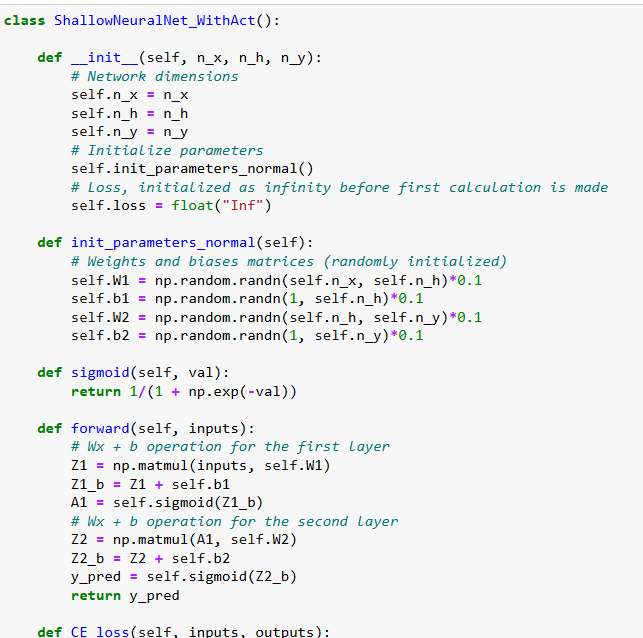 class ShallowNeuralNet_WithAct():
def __init__(self, n_x, n_h, n_y):
# Network dimensions
self.n_x = n_x
self.n_h = n_h
self.n_y = n_y
# Initialize parameters
self.init_parameters_normal()
# Loss, initialized as infinity before first calculation is made
self.loss = float("Inf")
def init_parameters_normal(self):
# Weights and biases matrices (randomly initialized)
self.W1 = np.random.randn(self.n_x, self.n_h)*0.1
self.b1 = np.random.randn(1, self.n_h)*0.1
self.W2 = np.random.randn(self.n_h, self.n_y)*0.1
self.b2 = np.random.randn(1, self.n_y)*0.1
def sigmoid(self, val):
return 1/(1 + np.exp(-val))
def forward(self, inputs):
# Wx + b operation for the first layer
Z1 = np.matmul(inputs, self.W1)
Z1_b = Z1 + self.b1
A1 = self.sigmoid(Z1_b)
# Wx + b operation for the second layer
Z2 = np.matmul(A1, self.W2)
Z2_b = Z2 + self.b2
y_pred = self.sigmoid(Z2_b)
return y_pred
def CE_loss(self, inputs, outputs):